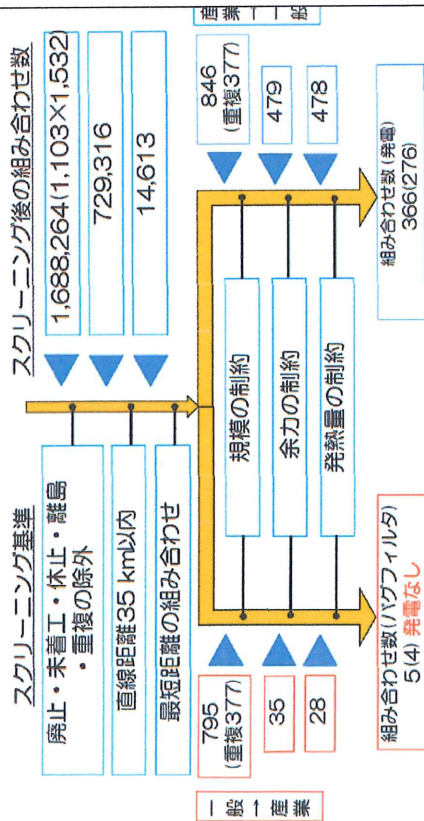 スクリーニング基準
スクリーニング後の組み合わせ数
廃止・未着工・休止・離島
・重複の除外
1,688,264(1,103×1,532)
直線距離35 km以内
729,316
最短距離の組み合わせ
14,613
一般→産業
795
(重複377)
規模の制約
846
(重複377)
産業→一般
35
余力の制約
479
28
発熱量の制約
478
組み合わせ数(バグフィルタ)
5(4) 発電なし
組み合わせ数(発電)
366(276)